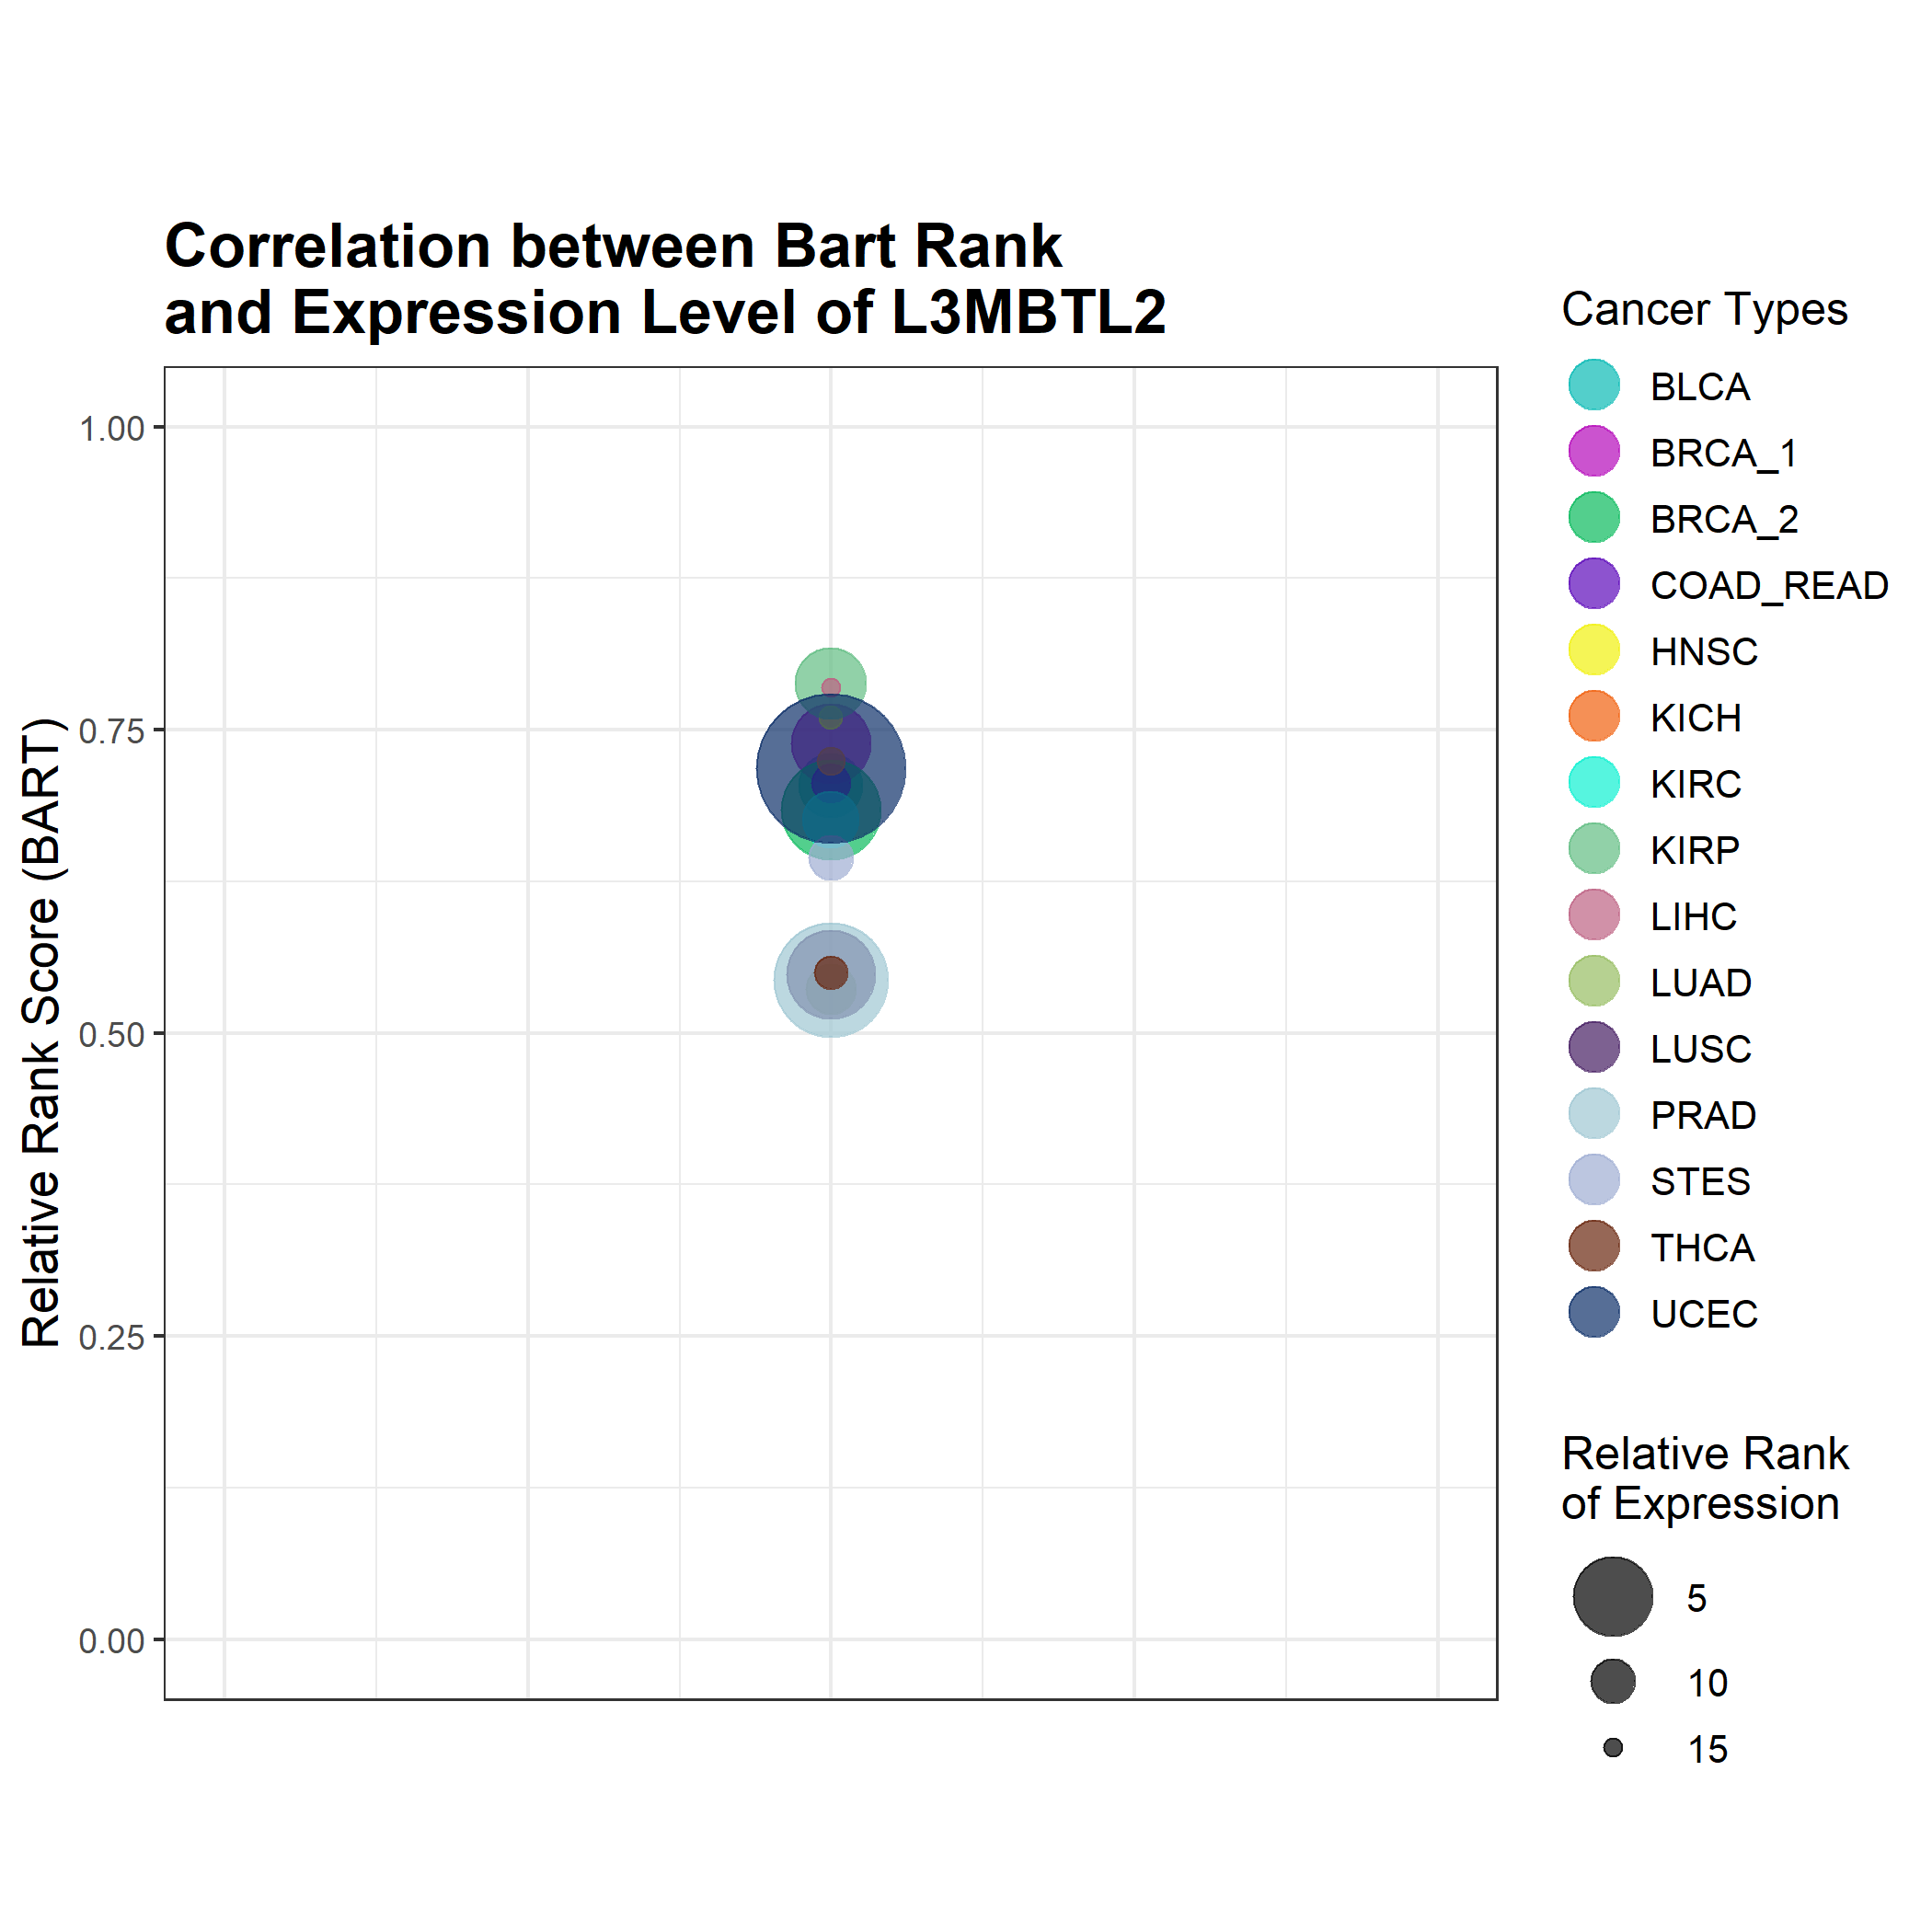 Correlation between Bart Rank
and Expression Level of L3MBTL2
Relative Rank Score (BART)
1.00
0.75
0.50
0.25
0.00
Cancer Types
BLCA
BRCA_1
BRCA_2
COAD_READ
HNSC
KICH
KIRC
KIRP
LIHC
LUAD
LUSC
PRAD
STES
THCA
UCEC
Relative Rank
of Expression
5
10
15